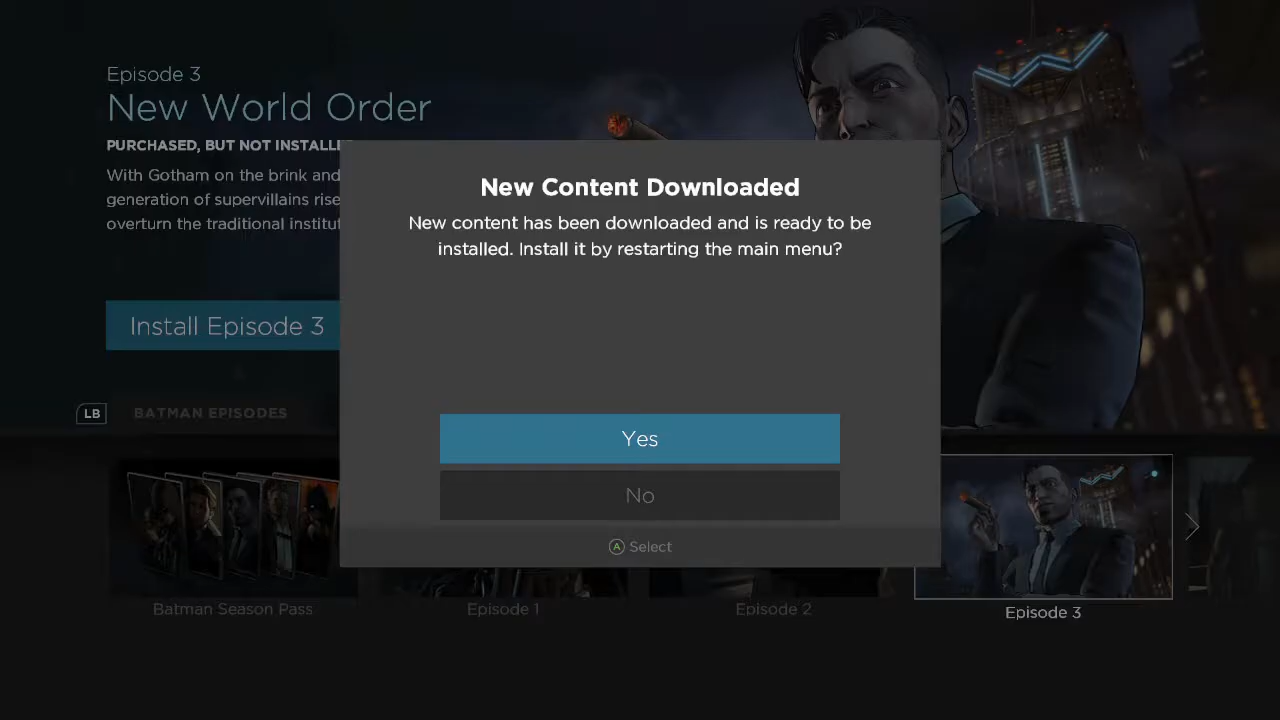 Episode 3
New World Order
PURCHASED, BUT NOT INSTALLE
With Gotham on the brink and
generation of supervillains rise
overturn the traditional institut
New Content Downloaded
New content has been downloaded and is ready to be
installed. Install it by restarting the main menu?
Install Episode 3
LB BATMAN EPISODES
Yes
No
A Select
Batman Season Pass
Episode 1
Episode 2
Episode 3